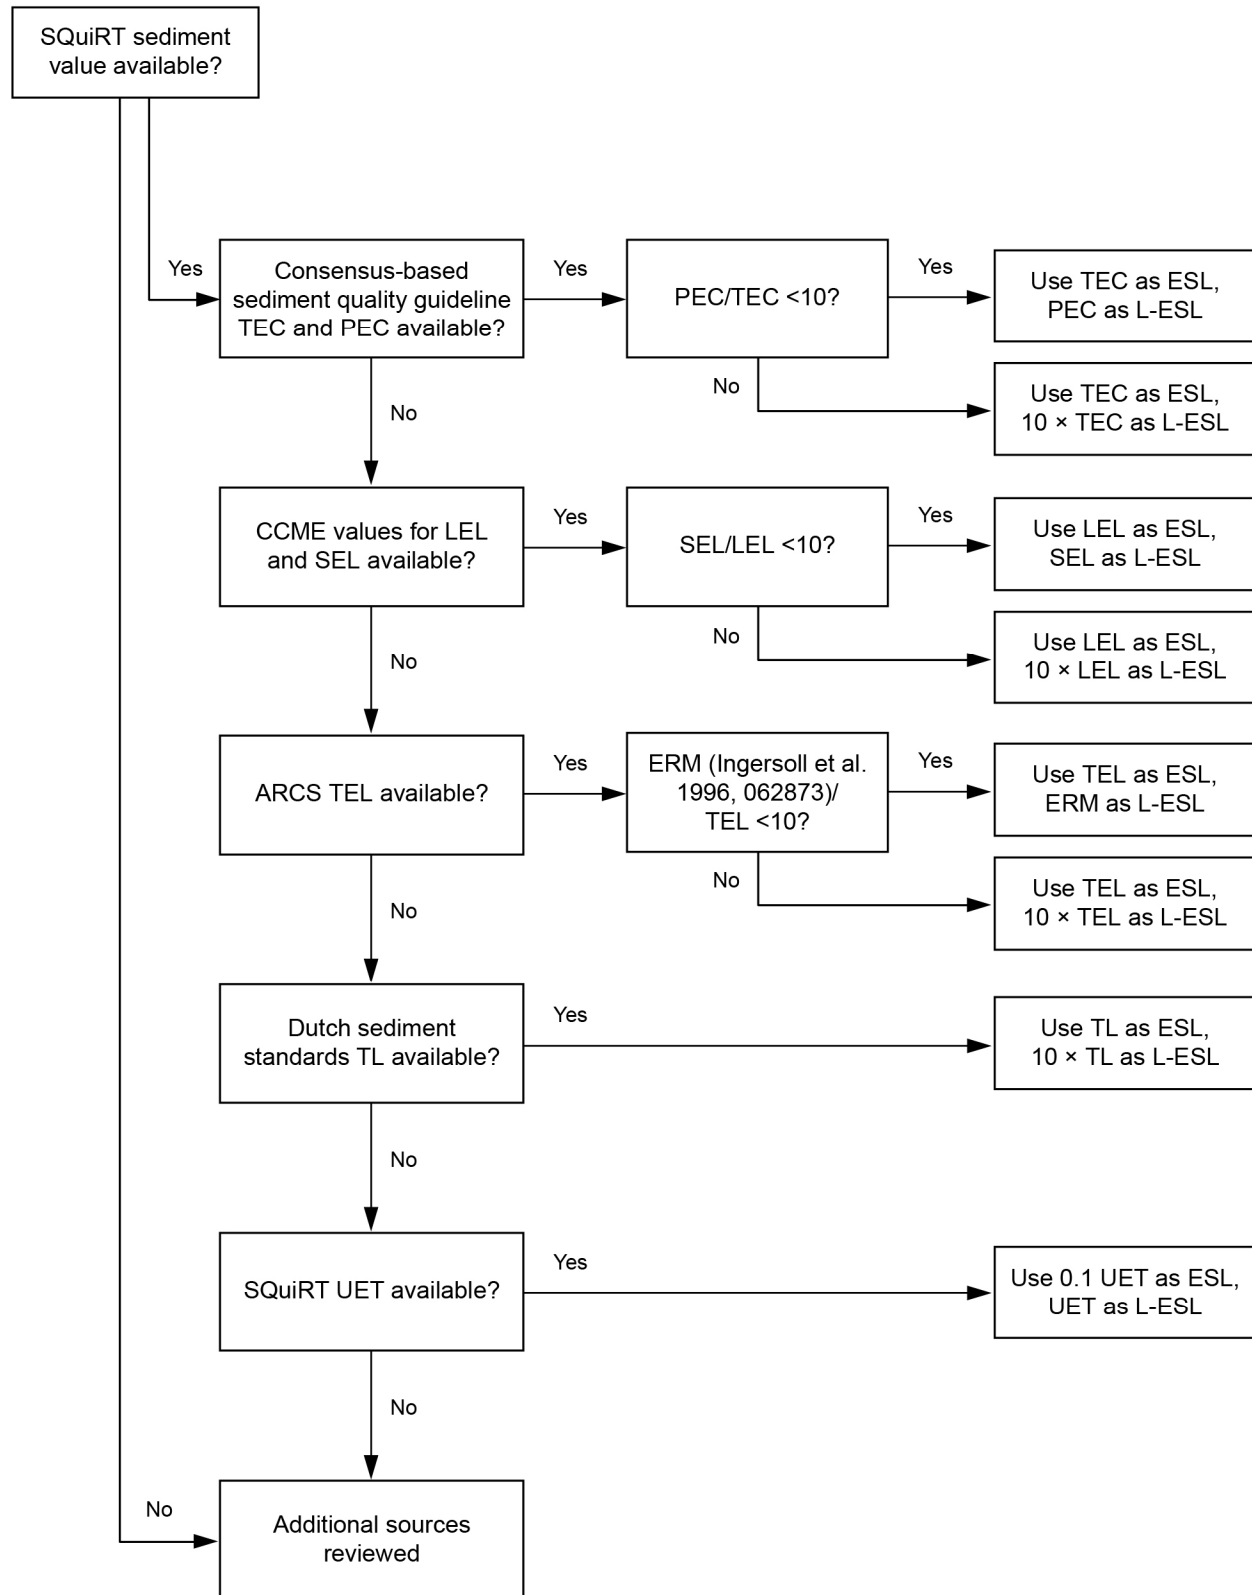 SQuiRT sediment
value available?
Yes
Consensus-based
sediment quality guideline
TEC and PEC available?
Yes
PEC/TEC <10?
Yes
Use TEC as ESL,
PEC as L-ESL
No
Use TEC as ESL,
10 × TEC as L-ESL
No
CCME values for LEL
and SEL available?
Yes
SEL/LEL <10?
Yes
Use LEL as ESL,
SEL as L-ESL
No
Use LEL as ESL,
10 × LEL as L-ESL
No
ARCS TEL available?
Yes
ERM (Ingersoll et al.
1996, 062873)/
TEL <10?
Yes
Use TEL as ESL,
ERM as L-ESL
No
Use TEL as ESL,
10 × TEL as L-ESL
No
Dutch sediment
standards TL available?
Yes
Use TL as ESL,
10 × TL as L-ESL
No
SQuiRT UET available?
Yes
Use 0.1 UET as ESL,
UET as L-ESL
No
No
Additional sources
reviewed